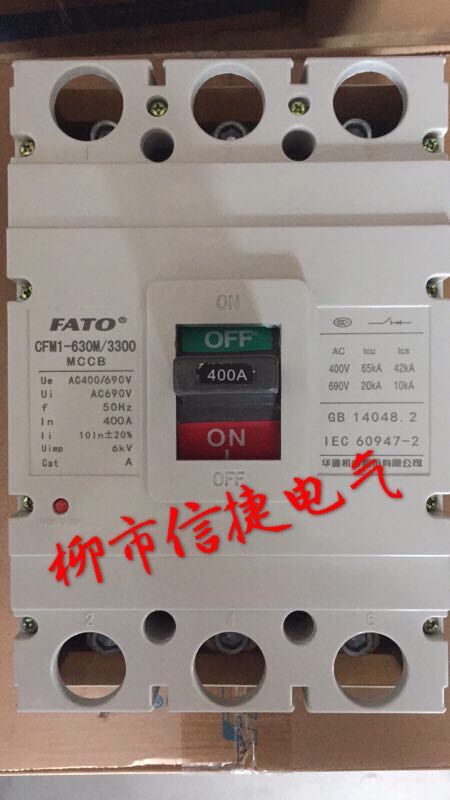 ON
FATO®
CFM1-630M/3300
MCCB
Ue AC400/690V
Ui AC690V
f 50Hz
In 400A
Ii 10In±20%
Uimp 6kV
Cat A
OFF
400A
ON
OFF
AC Icu Ics
400V 65kA 42kA
690V 20kA 10kA
GB 14048.2
IEC 60947-2
柳市信捷电气
2 4 6